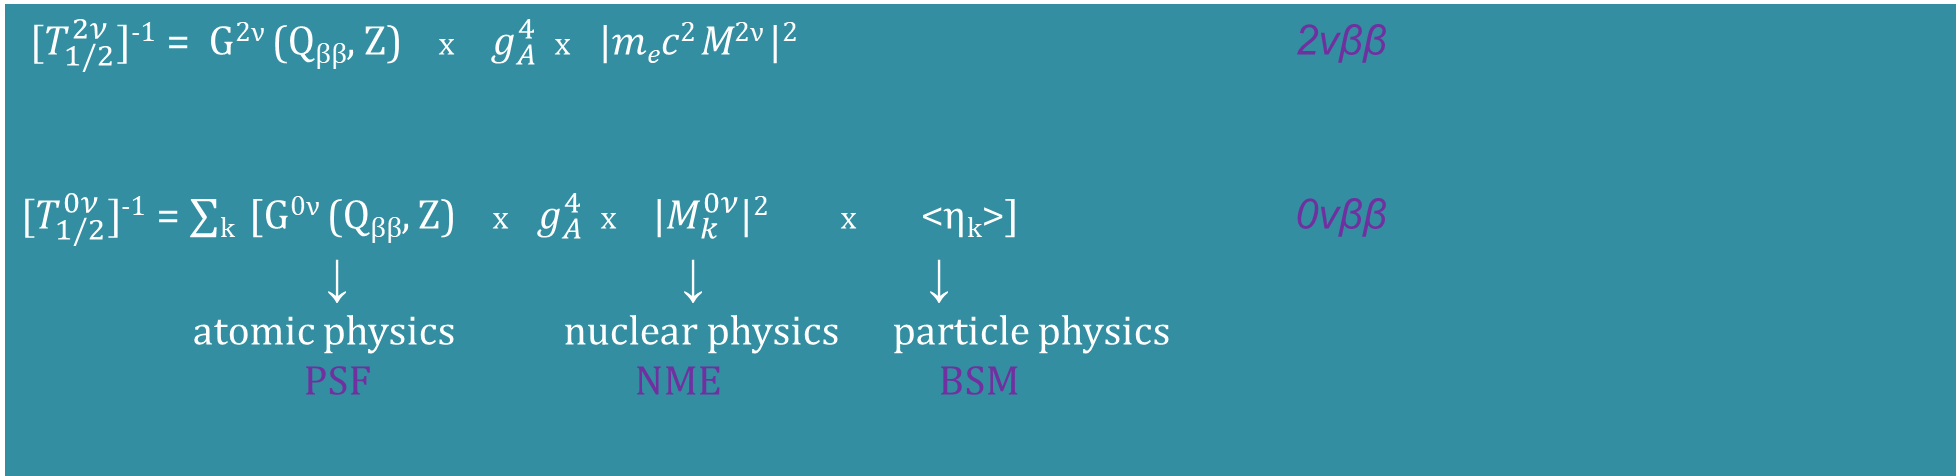 [T^{2ν}_{1/2}]^{-1} = G^{2ν} (Q_{ββ}, Z) x g_A^4 x |m_e c^2 M^{2ν}|^2 2νββ
[T^{0ν}_{1/2}]^{-1} = ∑_k [G^{0ν} (Q_{ββ}, Z) x g_A^4 x |M_k^{0ν}|^2 x <η_k>] 0νββ
↓ ↓ ↓
atomic physics nuclear physics particle physics
PSF NME BSM